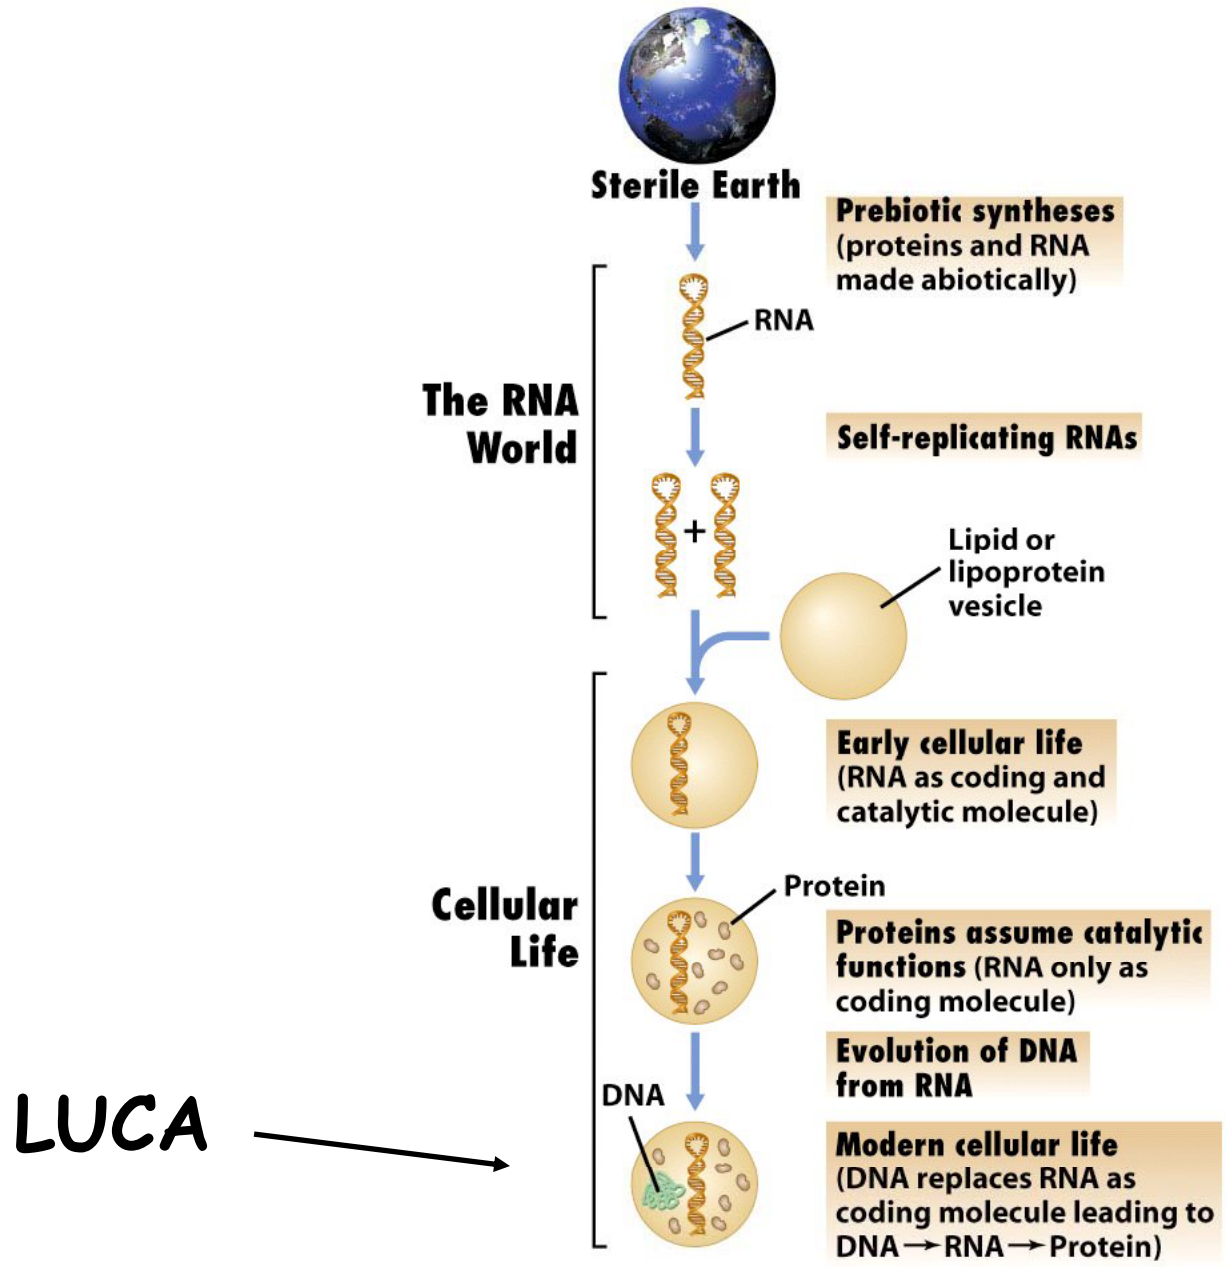 Sterile Earth
Prebiotic syntheses
(proteins and RNA
made abiotically)
RNA
The RNA
World
Self-replicating RNAs
+
Lipid or
lipoprotein
vesicle
Early cellular life
(RNA as coding and
catalytic molecule)
Protein
Cellular
Life
Proteins assume catalytic
functions (RNA only as
coding molecule)
Evolution of DNA
from RNA
DNA
LUCA
Modern cellular life
(DNA replaces RNA as
coding molecule leading to
DNA→RNA→Protein)